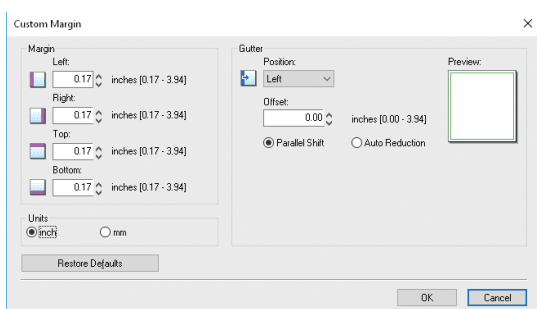 Custom Margin
Margin
Left:
0.17 inches [0.17 - 3.94]
Right:
0.17 inches [0.17 - 3.94]
Top:
0.17 inches [0.17 - 3.94]
Bottom:
0.17 inches [0.17 - 3.94]
Units
inch mm
Restore Defaults
Gutter
Position:
Left
Offset:
0.00 inches [0.00 - 3.94]
Parallel Shift Auto Reduction
Preview:
OK Cancel